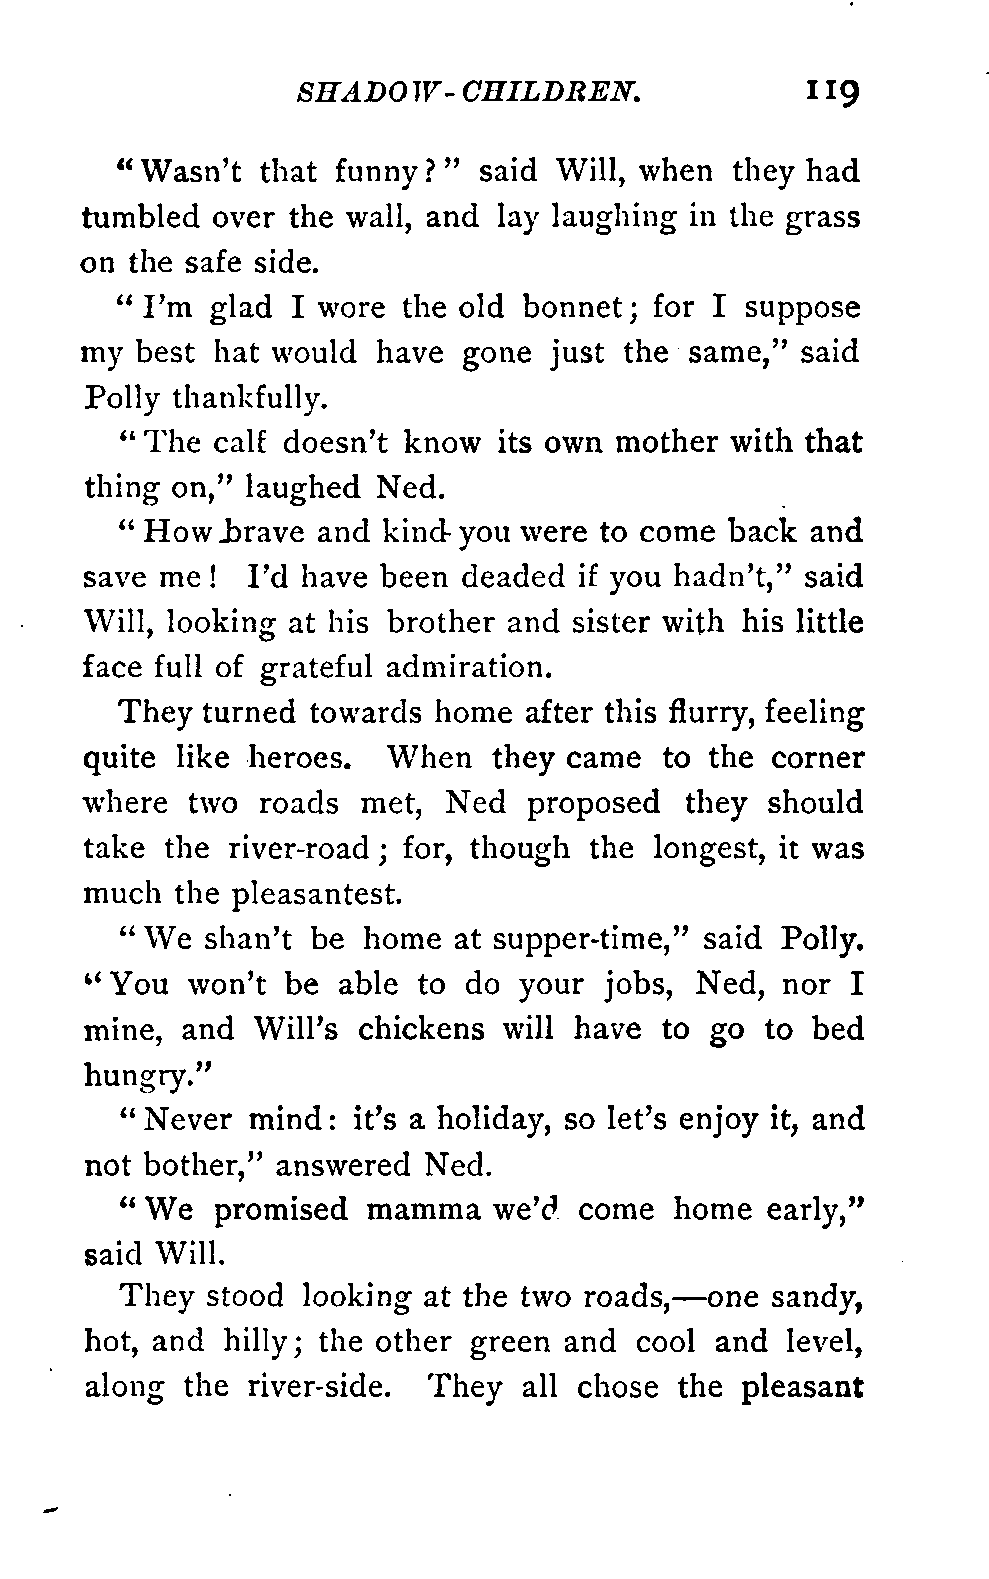 SHADOW-CHILDREN. 119
"Wasn't that funny?" said Will, when they had
tumbled over the wall, and lay laughing in the grass
on the safe side.
"I'm glad I wore the old bonnet; for I suppose
my best hat would have gone just the same," said
Polly thankfully.
"The calf doesn't know its own mother with that
thing on," laughed Ned.
"How brave and kind you were to come back and
save me! I'd have been deaded if you hadn't," said
Will, looking at his brother and sister with his little
face full of grateful admiration.
They turned towards home after this flurry, feeling
quite like heroes. When they came to the corner
where two roads met, Ned proposed they should
take the river-road; for, though the longest, it was
much the pleasantest.
"We shan't be home at supper-time," said Polly.
"You won't be able to do your jobs, Ned, nor I
mine, and Will's chickens will have to go to bed
hungry."
"Never mind: it's a holiday, so let's enjoy it, and
not bother," answered Ned.
"We promised mamma we'd come home early,"
said Will.
They stood looking at the two roads,—one sandy,
hot, and hilly; the other green and cool and level,
along the river-side. They all chose the pleasant